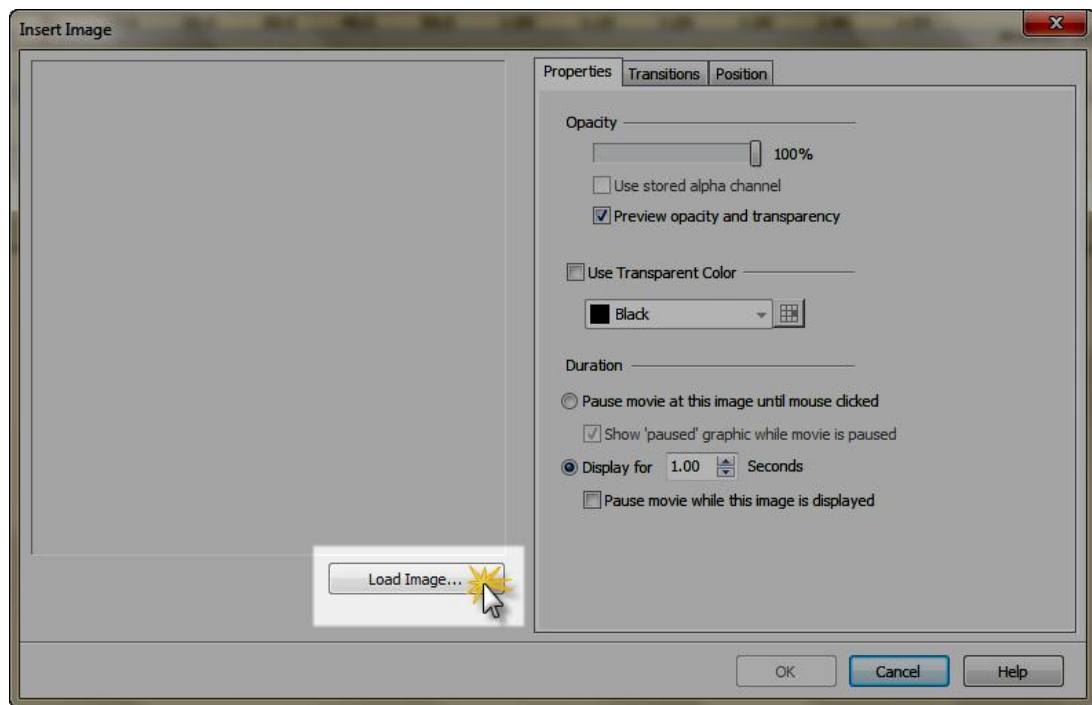 Insert Image
Properties Transitions Position
Opacity
100%
Use stored alpha channel
Preview opacity and transparency
Use Transparent Color
Black
Duration
Pause movie at this image until mouse clicked
Show 'paused' graphic while movie is paused
Display for 1.00 Seconds
Pause movie while this image is displayed
Load Image...
OK Cancel Help